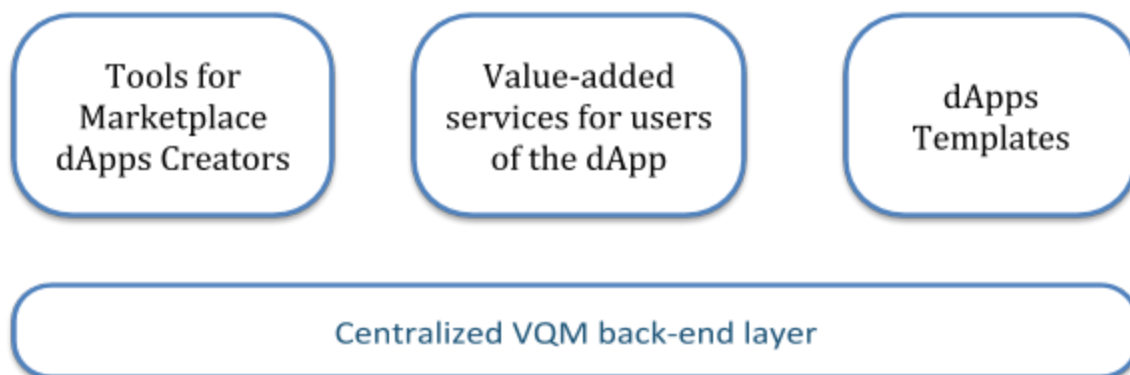 Tools for
Marketplace
dApps Creators
Value-added
services for users
of the dApp
dApps
Templates
Centralized VQM back-end layer